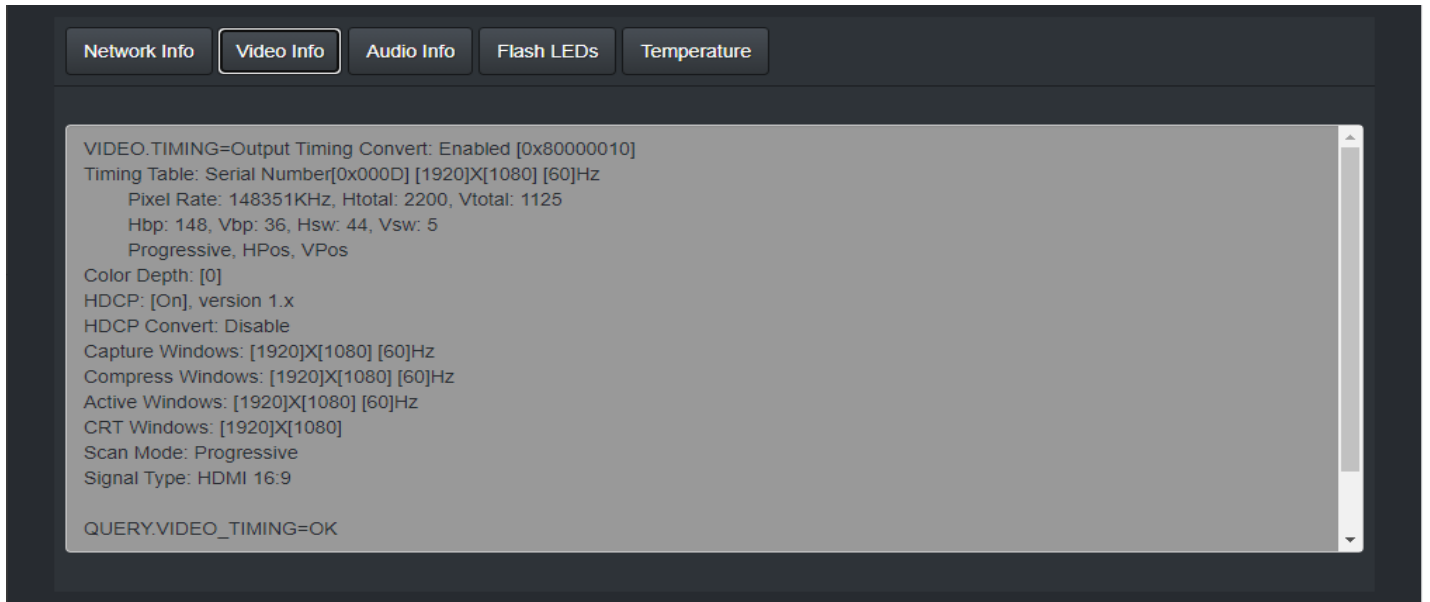 Network Info Video Info Audio Info Flash LEDs Temperature
VIDEO.TIMING=Output Timing Convert: Enabled [0x80000010]
Timing Table: Serial Number[0x000D] [1920]X[1080] [60]Hz
Pixel Rate: 148351KHz, Htotal: 2200, Vtotal: 1125
Hbp: 148, Vbp: 36, Hsw: 44, Vsw: 5
Progressive, HPos, VPos
Color Depth: [0]
HDCP: [On], version 1.x
HDCP Convert: Disable
Capture Windows: [1920]X[1080] [60]Hz
Compress Windows: [1920]X[1080] [60]Hz
Active Windows: [1920]X[1080] [60]Hz
CRT Windows: [1920]X[1080]
Scan Mode: Progressive
Signal Type: HDMI 16:9
QUERY.VIDEO_TIMING=OK